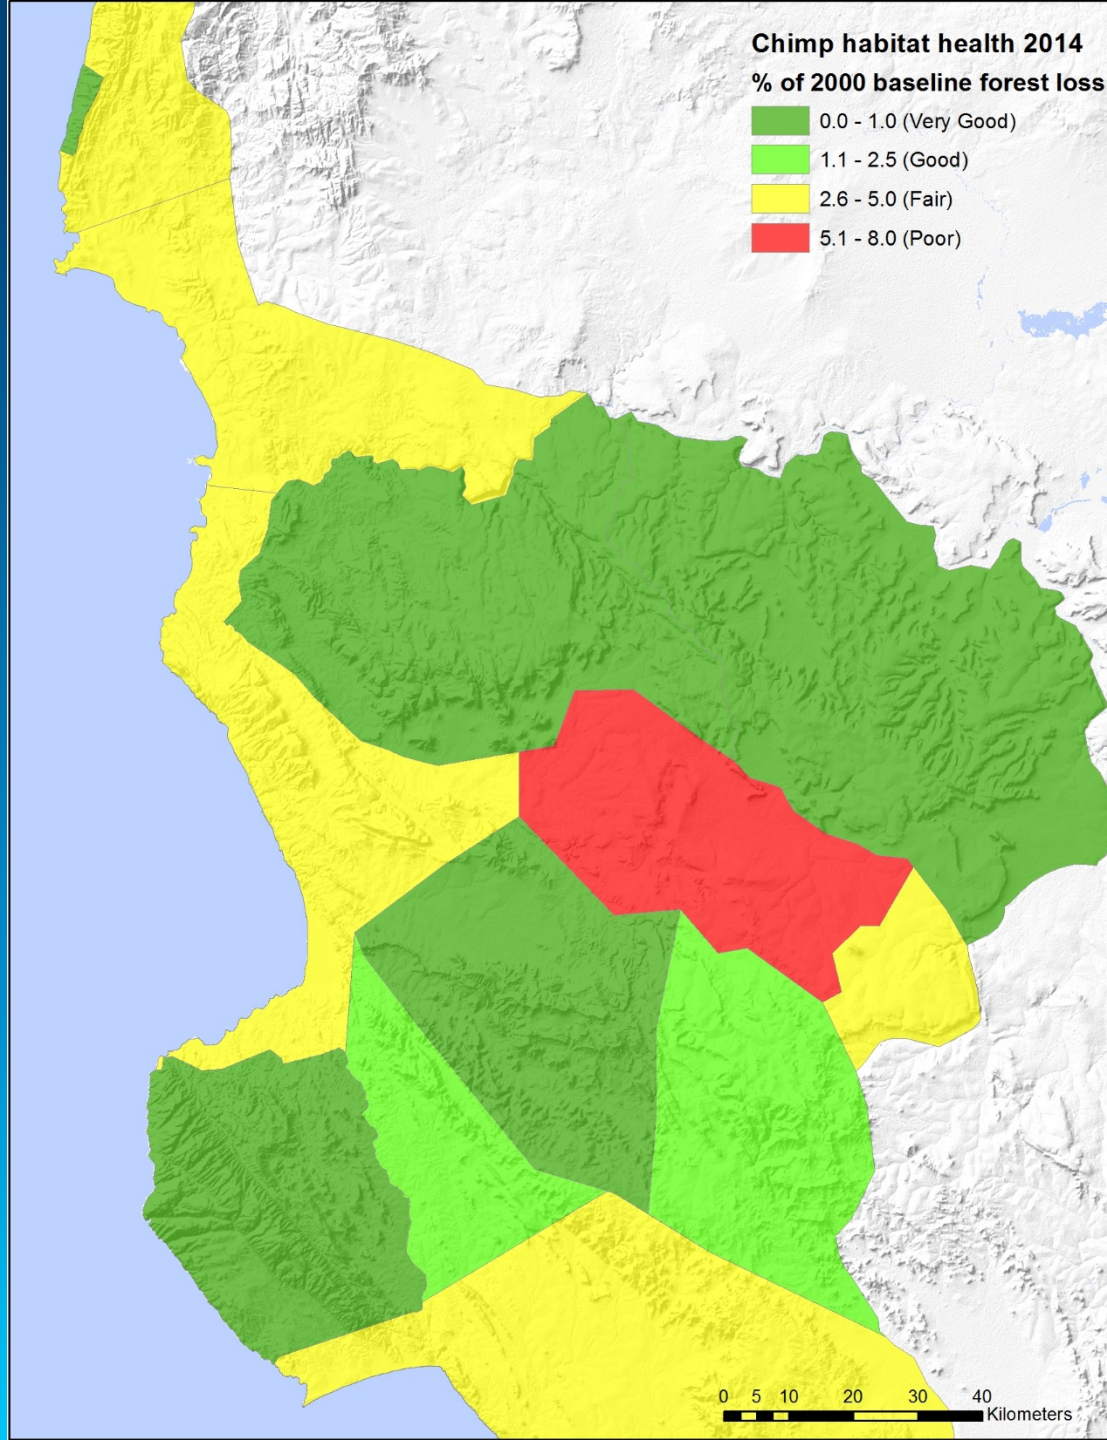 Chimp habitat health 2014
% of 2000 baseline forest loss
0.0 - 1.0 (Very Good)
1.1 - 2.5 (Good)
2.6 - 5.0 (Fair)
5.1 - 8.0 (Poor)
0 5 10 20 30 40
Kilometers